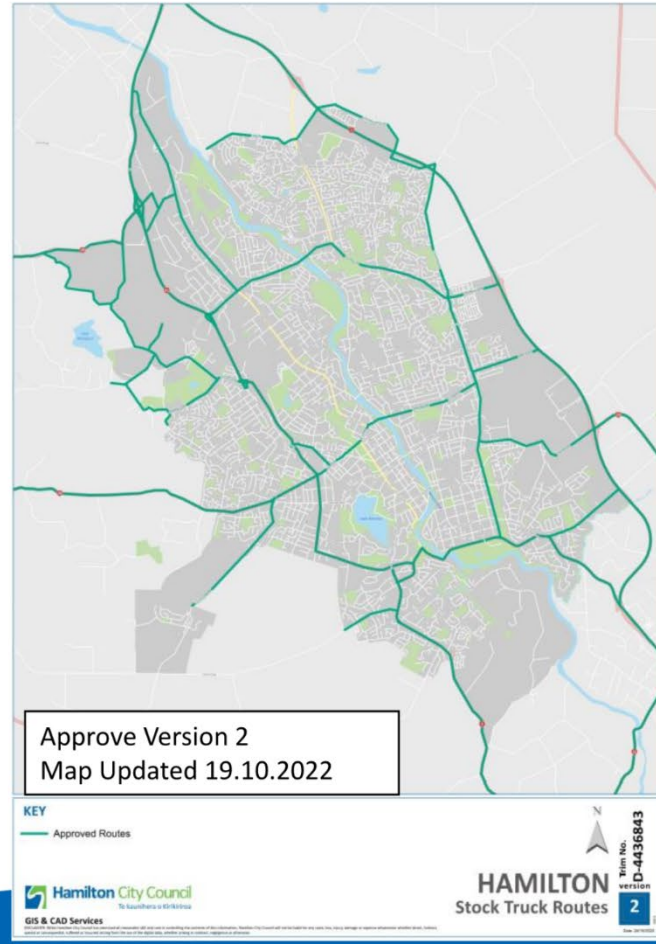 Approve Version 2
Map Updated 19.10.2022
KEY
Approved Routes
N
HAMILTON
Stock Truck Routes
Trim No.
D-4436843
version
2
Hamilton City Council
Te kaunihera o Kirikiriroa
GIS & CAD Services